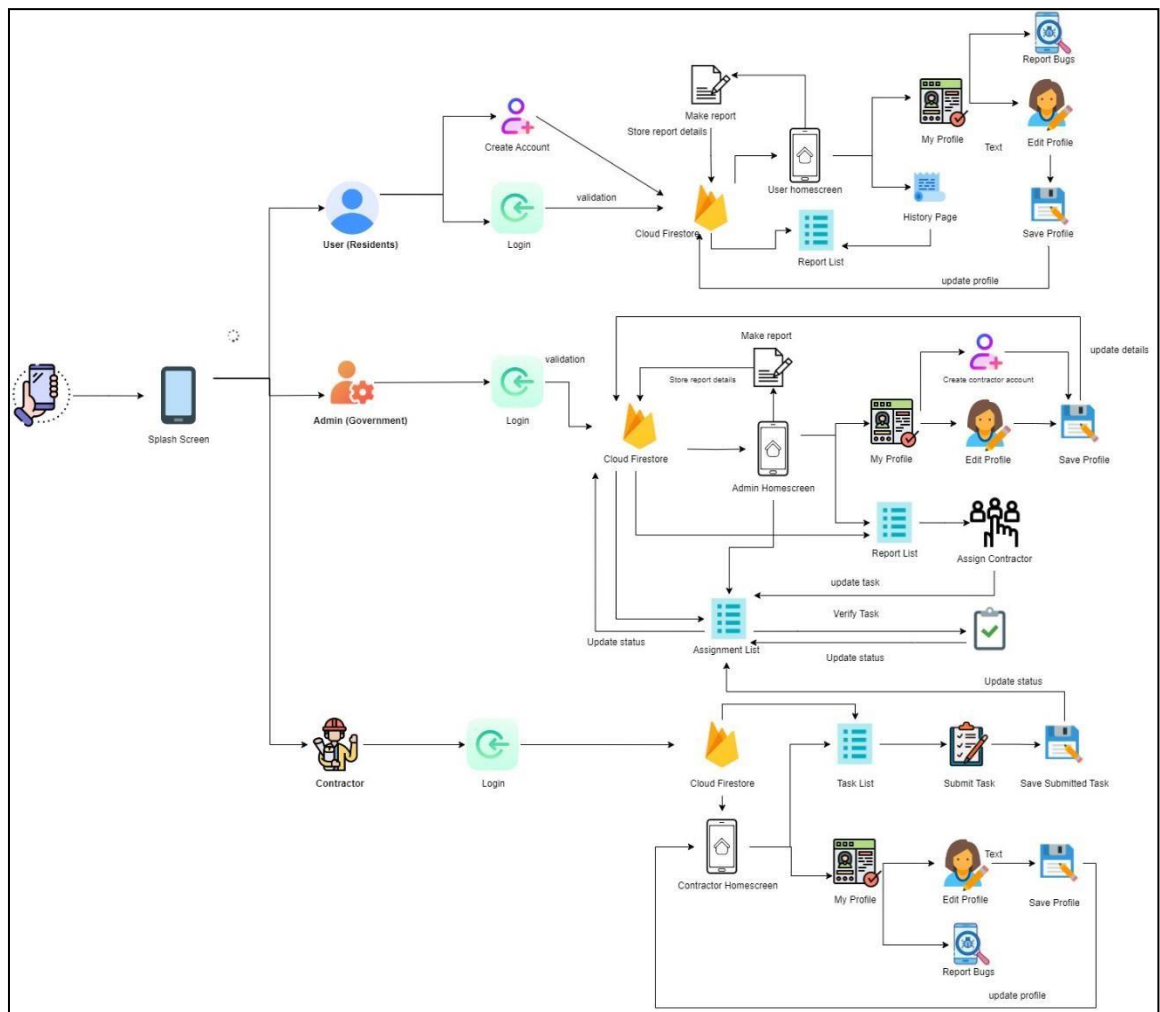 Report Bugs
Make report
My Profile
Text
Edit Profile
Create Account
Store report details
User homescreen
validation
History Page
User (Residents)
Login
Cloud Firestore
Report List
Save Profile
update profile
Make report
update details
validation
Store report details
Create contractor account
Splash Screen
Admin (Government)
Login
Cloud Firestore
Admin Homescreen
My Profile
Edit Profile
Save Profile
Report List
Assign Contractor
update task
Verify Task
Update status
Assignment List
Update status
Update status
Contractor
Login
Cloud Firestore
Task List
Submit Task
Save Submitted Task
Contractor Homescreen
My Profile
Text
Edit Profile
Save Profile
Report Bugs
update profile